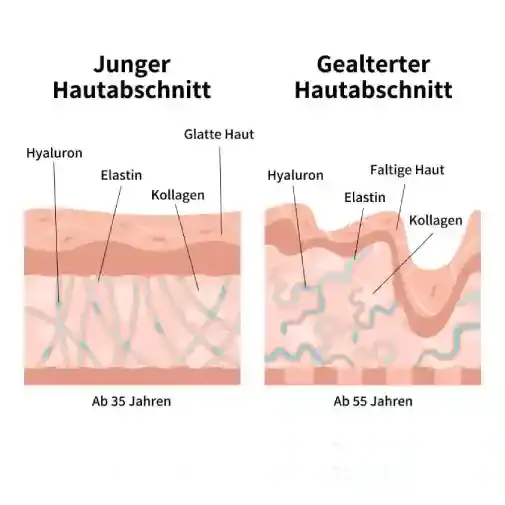 Junger
Hautabschnitt
Glatte Haut
Hyaluron
Elastin
Kollagen
Ab 35 Jahren
Gealterter
Hautabschnitt
Hyaluron
Faltige Haut
Elastin
Kollagen
Ab 55 Jahren